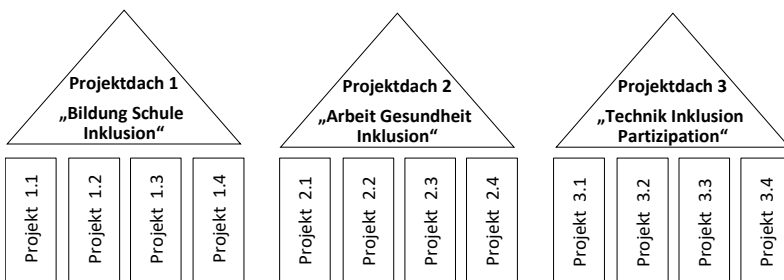 Projektdach 1
„Bildung Schule
Inklusion“
Projekt 1.1
Projekt 1.2
Projekt 1.3
Projekt 1.4
Projektdach 2
„Arbeit Gesundheit
Inklusion“
Projekt 2.1
Projekt 2.2
Projekt 2.3
Projekt 2.4
Projektdach 3
„Technik Inklusion
Partizipation“
Projekt 3.1
Projekt 3.2
Projekt 3.3
Projekt 3.4